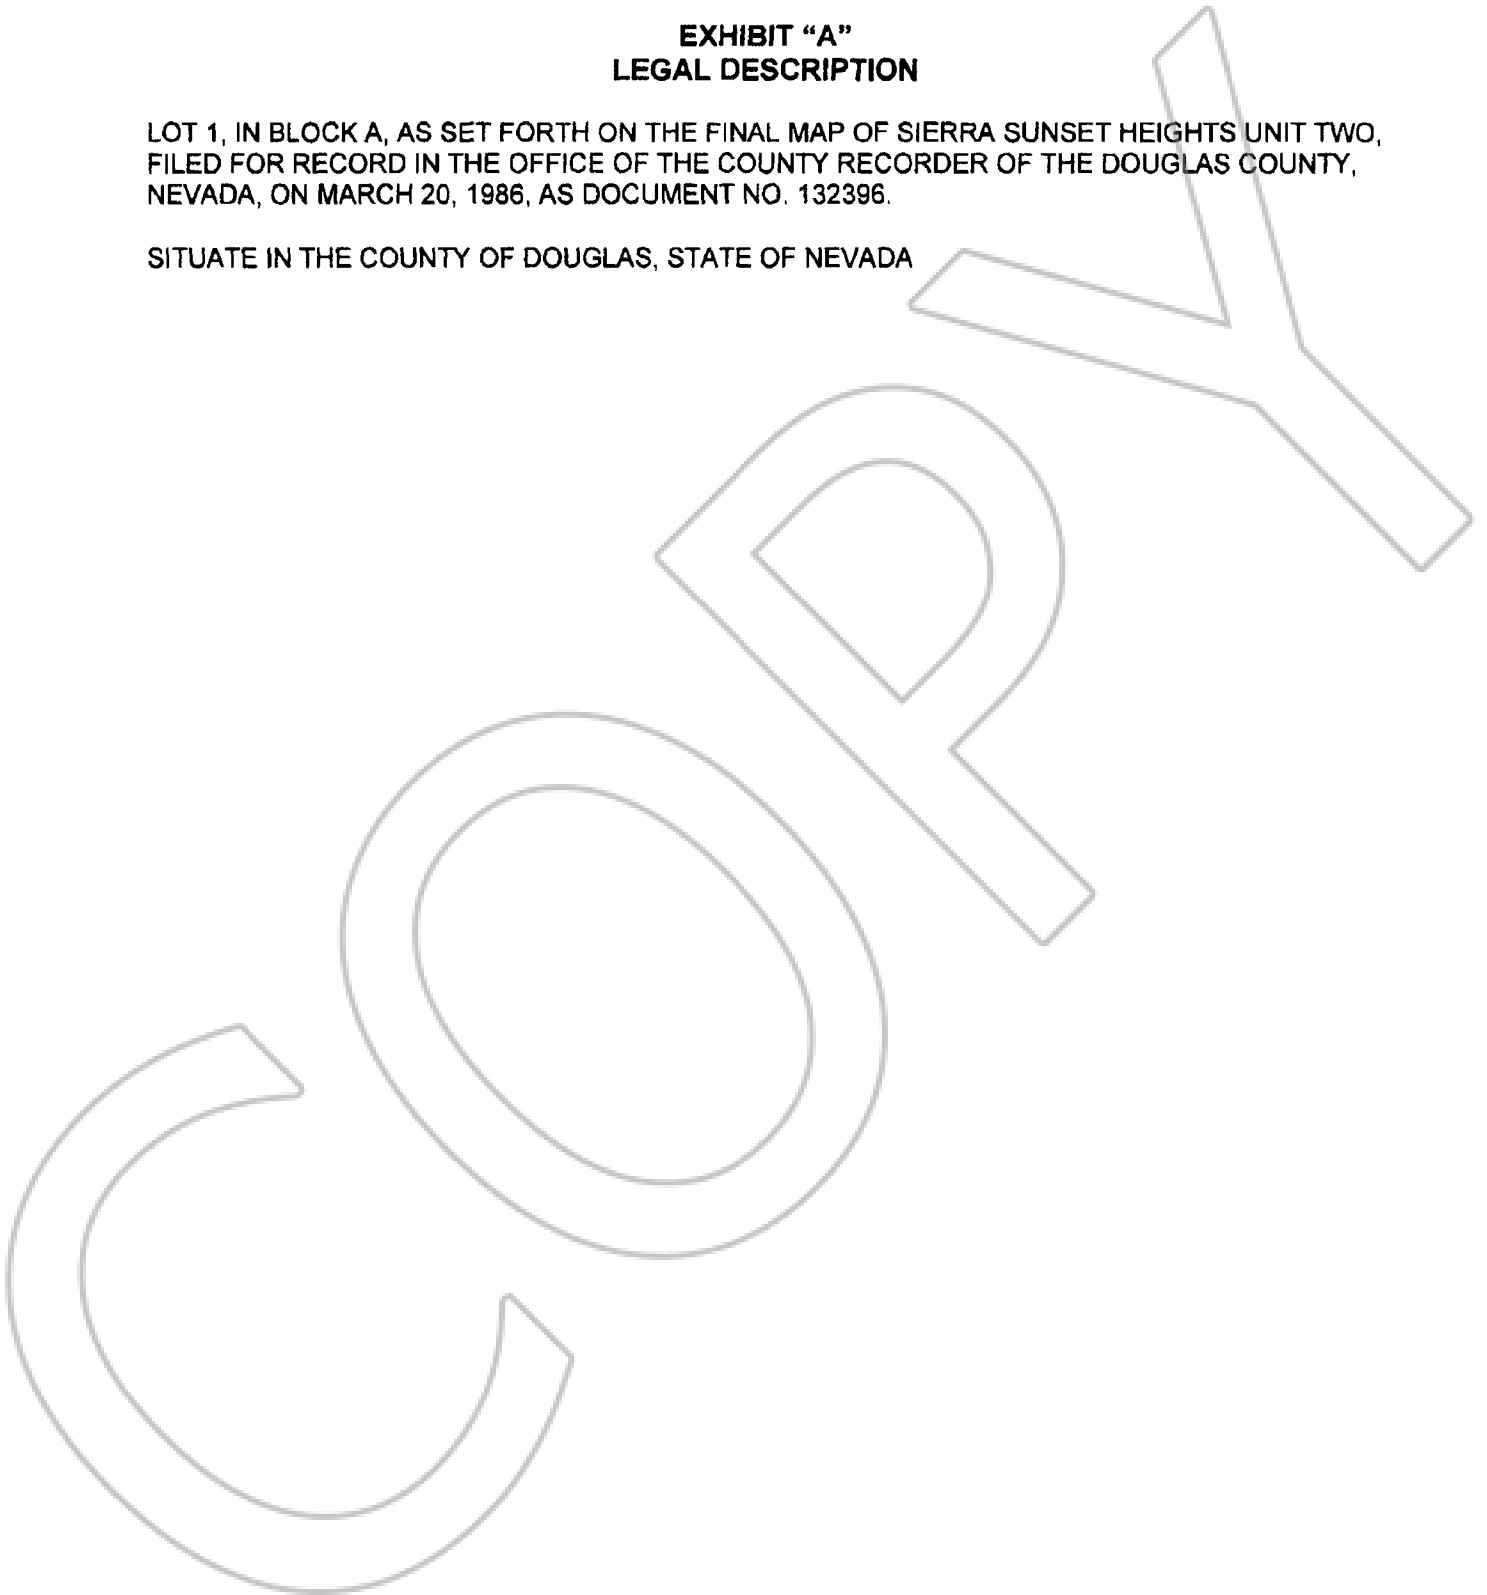 EXHIBIT “A”
LEGAL DESCRIPTION
LOT 1, IN BLOCK A, AS SET FORTH ON THE FINAL MAP OF SIERRA SUNSET HEIGHTS UNIT TWO,
FILED FOR RECORD IN THE OFFICE OF THE COUNTY RECORDER OF THE DOUGLAS COUNTY,
NEVADA, ON MARCH 20, 1986, AS DOCUMENT NO. 132396.
SITUATE IN THE COUNTY OF DOUGLAS, STATE OF NEVADA
COPY